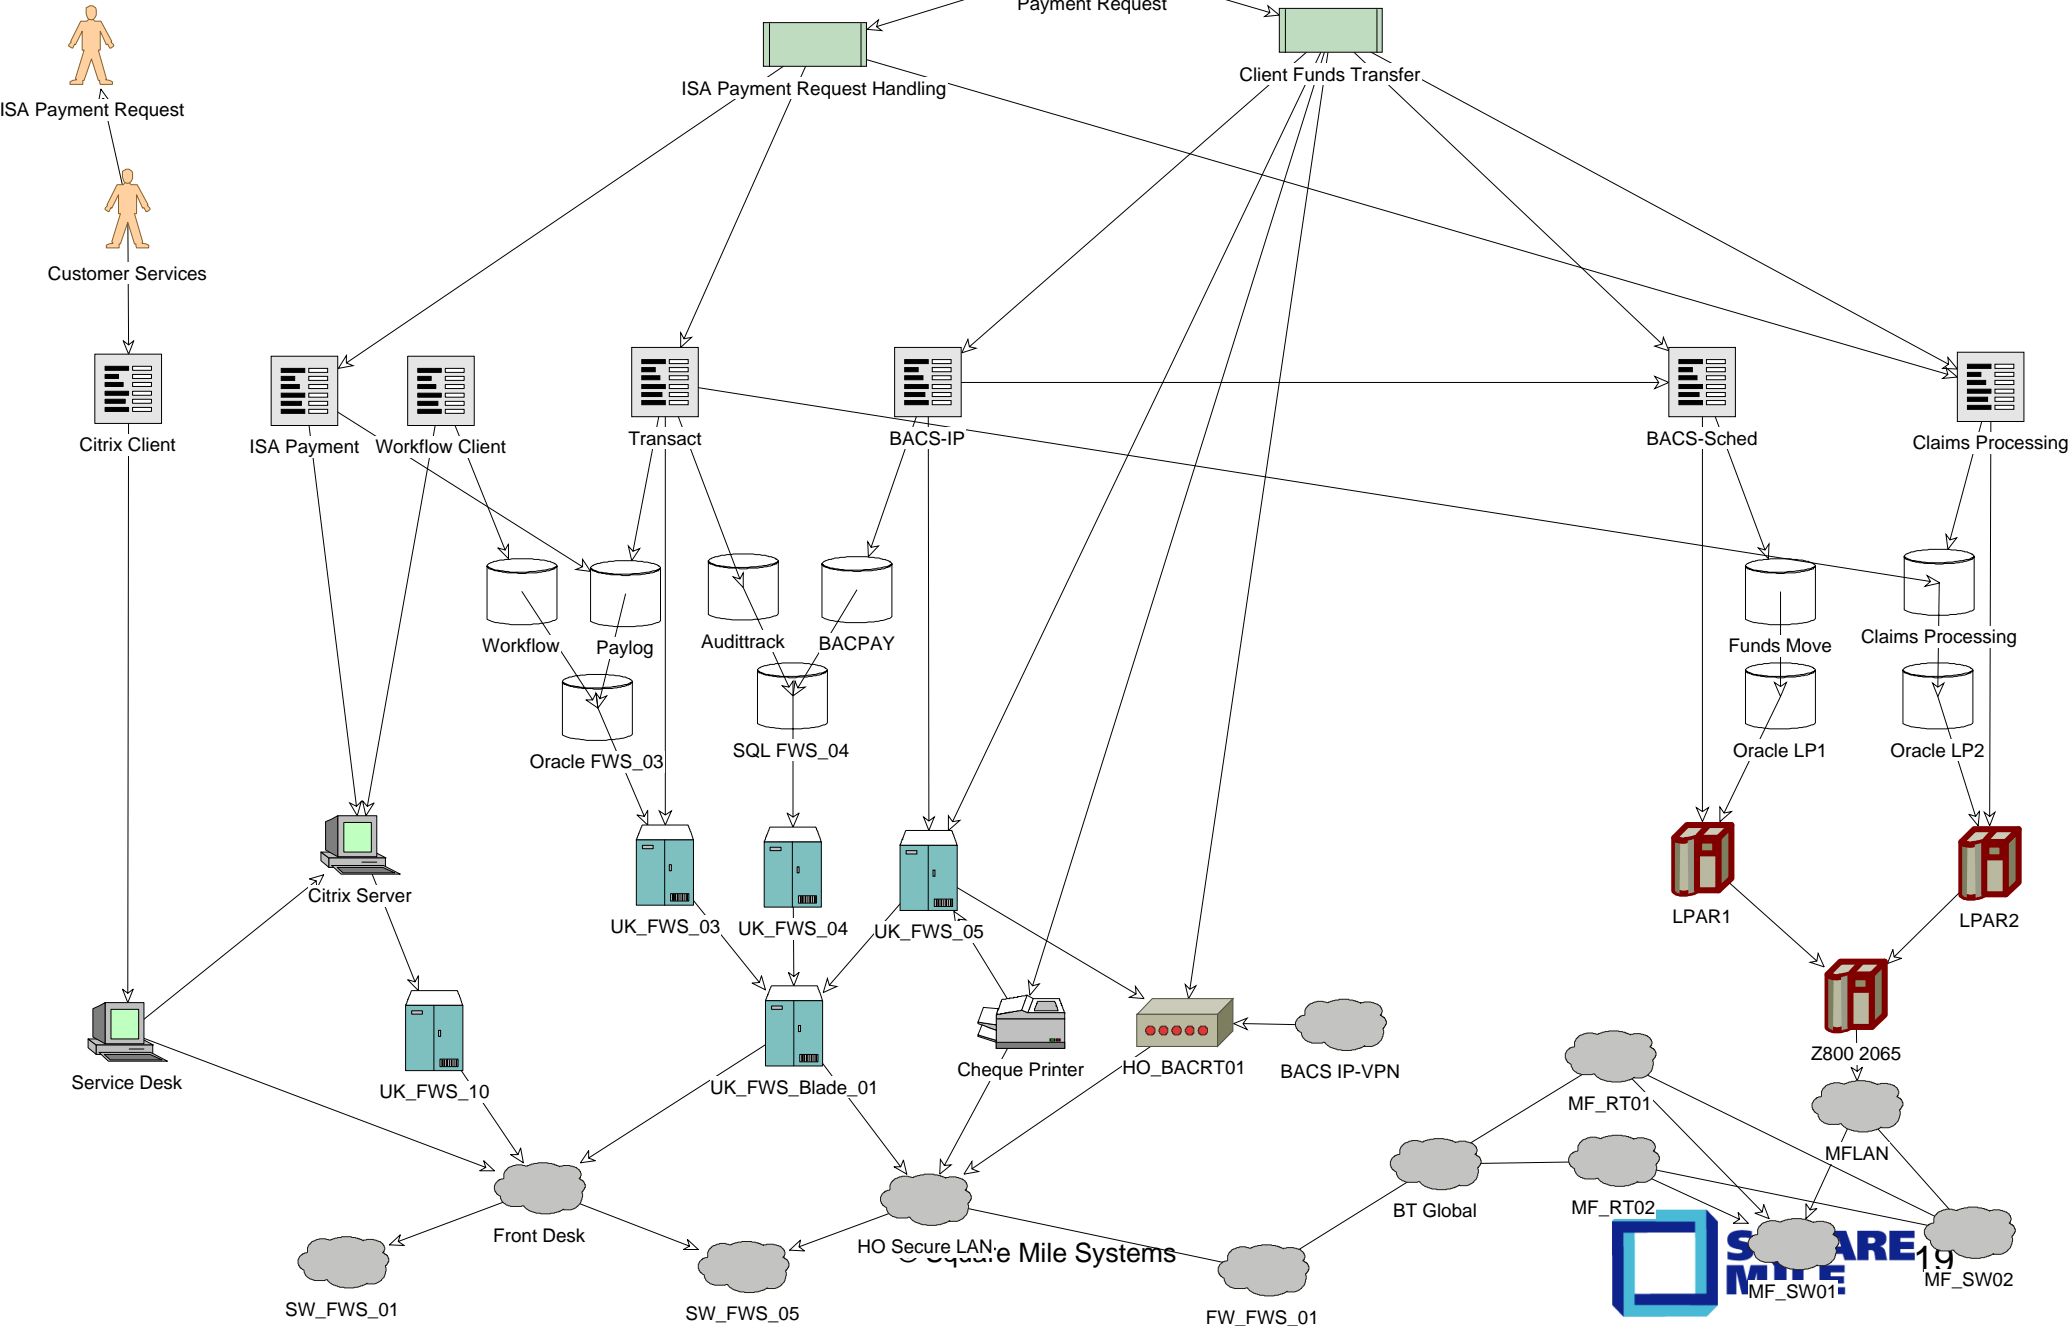 Payment Request
ISA Payment Request
ISA Payment Request Handling
Client Funds Transfer
Customer Services
Citrix Client
ISA Payment
Workflow Client
Transact
BACS-IP
BACS-Sched
Claims Processing
Workflow
Paylog
Audittrack
BACPAY
Funds Move
Claims Processing
Oracle FWS_03
SQL FWS_04
Oracle LP1
Oracle LP2
Citrix Server
UK_FWS_03
UK_FWS_04
UK_FWS_05
LPAR1
LPAR2
Service Desk
UK_FWS_10
UK_FWS_Blade_01
Cheque Printer
HO_BACRT01
BACS IP-VPN
Z800 2065
MF_RT01
MFLAN
Front Desk
HO Secure LAN
BT Global
MF_RT02
© Square Mile Systems
SQUARE
MILE
19
SW_FWS_01
SW_FWS_05
FW_FWS_01
MF_SW01
MF_SW02